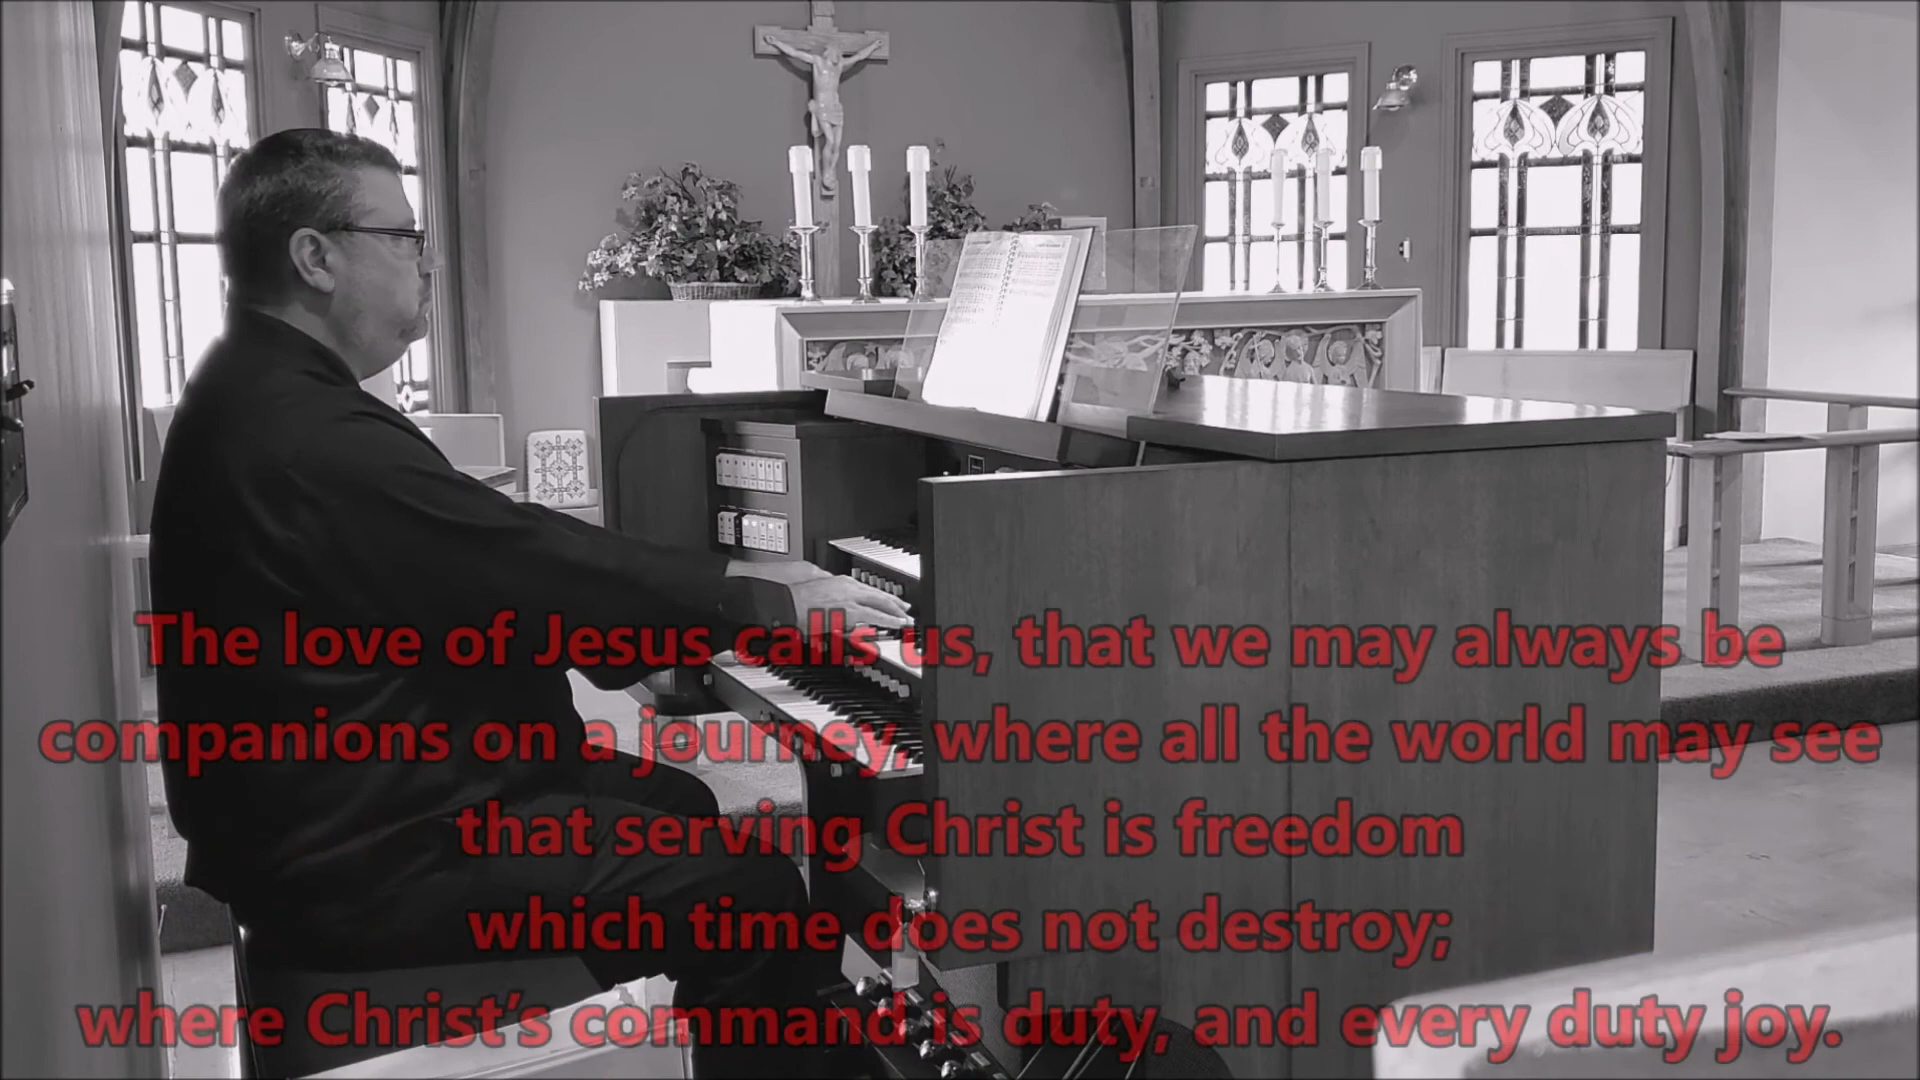 The love of Jesus calls us, that we may always be
companions on a journey, where all the world may see
that serving Christ is freedom
which time does not destroy;
where Christ’s command is duty, and every duty joy.